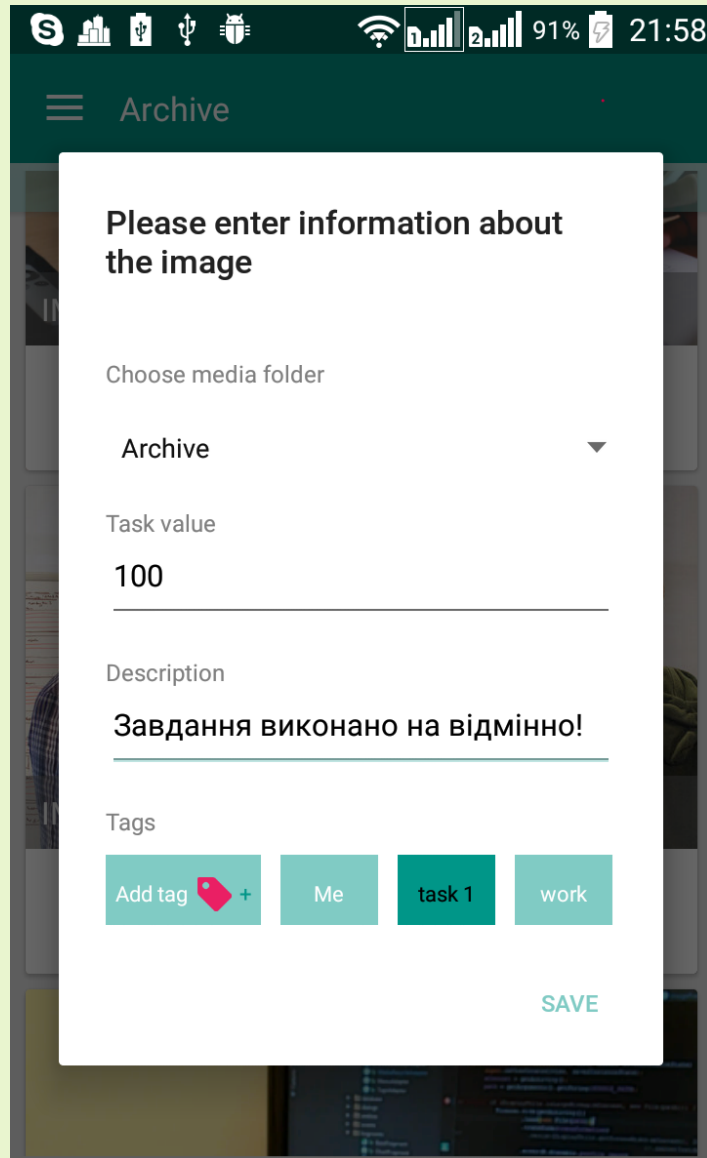 91% 21:58
Archive
Please enter information about
the image
Choose media folder
Archive
Task value
100
Description
Завдання виконано на відмінно!
Tags
Add tag + Me task 1 work
SAVE